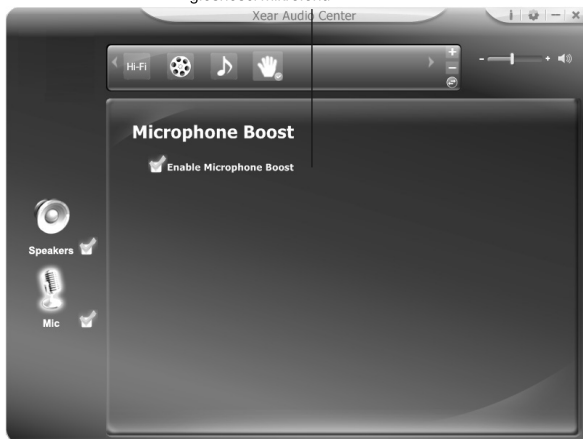 Xear Audio Center
Hi-Fi
Microphone Boost
Enable Microphone Boost
Speakers
Mic